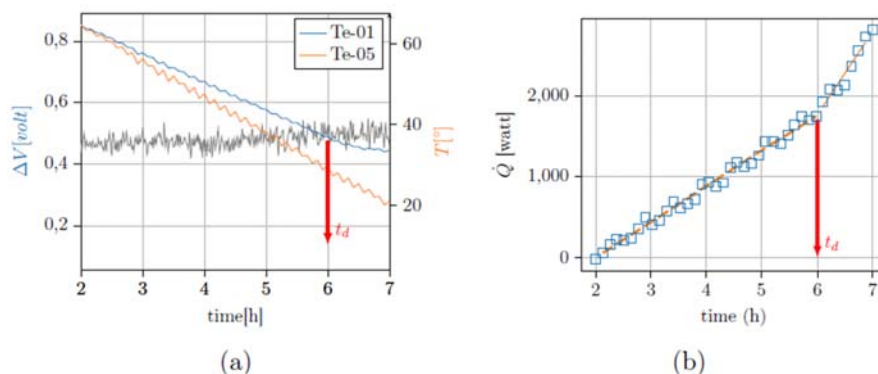 0,8
0,6
0,4
0,2
ΔV[volt]
Te-01
Te-05
60
40
20
T[°]
t_d
2 3 4 5 6 7
time[h]
(a)
2,000
1,000
0
Q̇ [watt]
t_d
2 3 4 5 6 7
time (h)
(b)